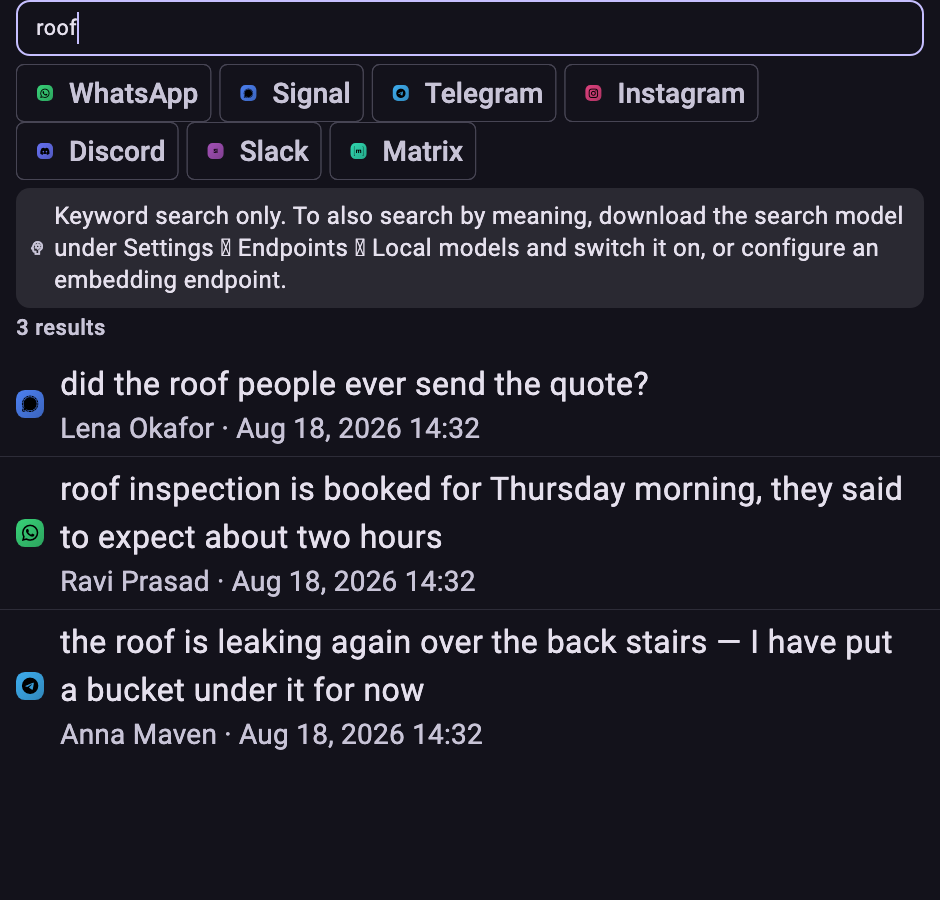 roof
WhatsApp Signal Telegram Instagram
Discord Slack Matrix
Keyword search only. To also search by meaning, download the search model
under Settings Endpoints Local models and switch it on, or configure an
embedding endpoint.
3 results
did the roof people ever send the quote?
Lena Okafor · Aug 18, 2026 14:32
roof inspection is booked for Thursday morning, they said
to expect about two hours
Ravi Prasad · Aug 18, 2026 14:32
the roof is leaking again over the back stairs — I have put
a bucket under it for now
Anna Maven · Aug 18, 2026 14:32